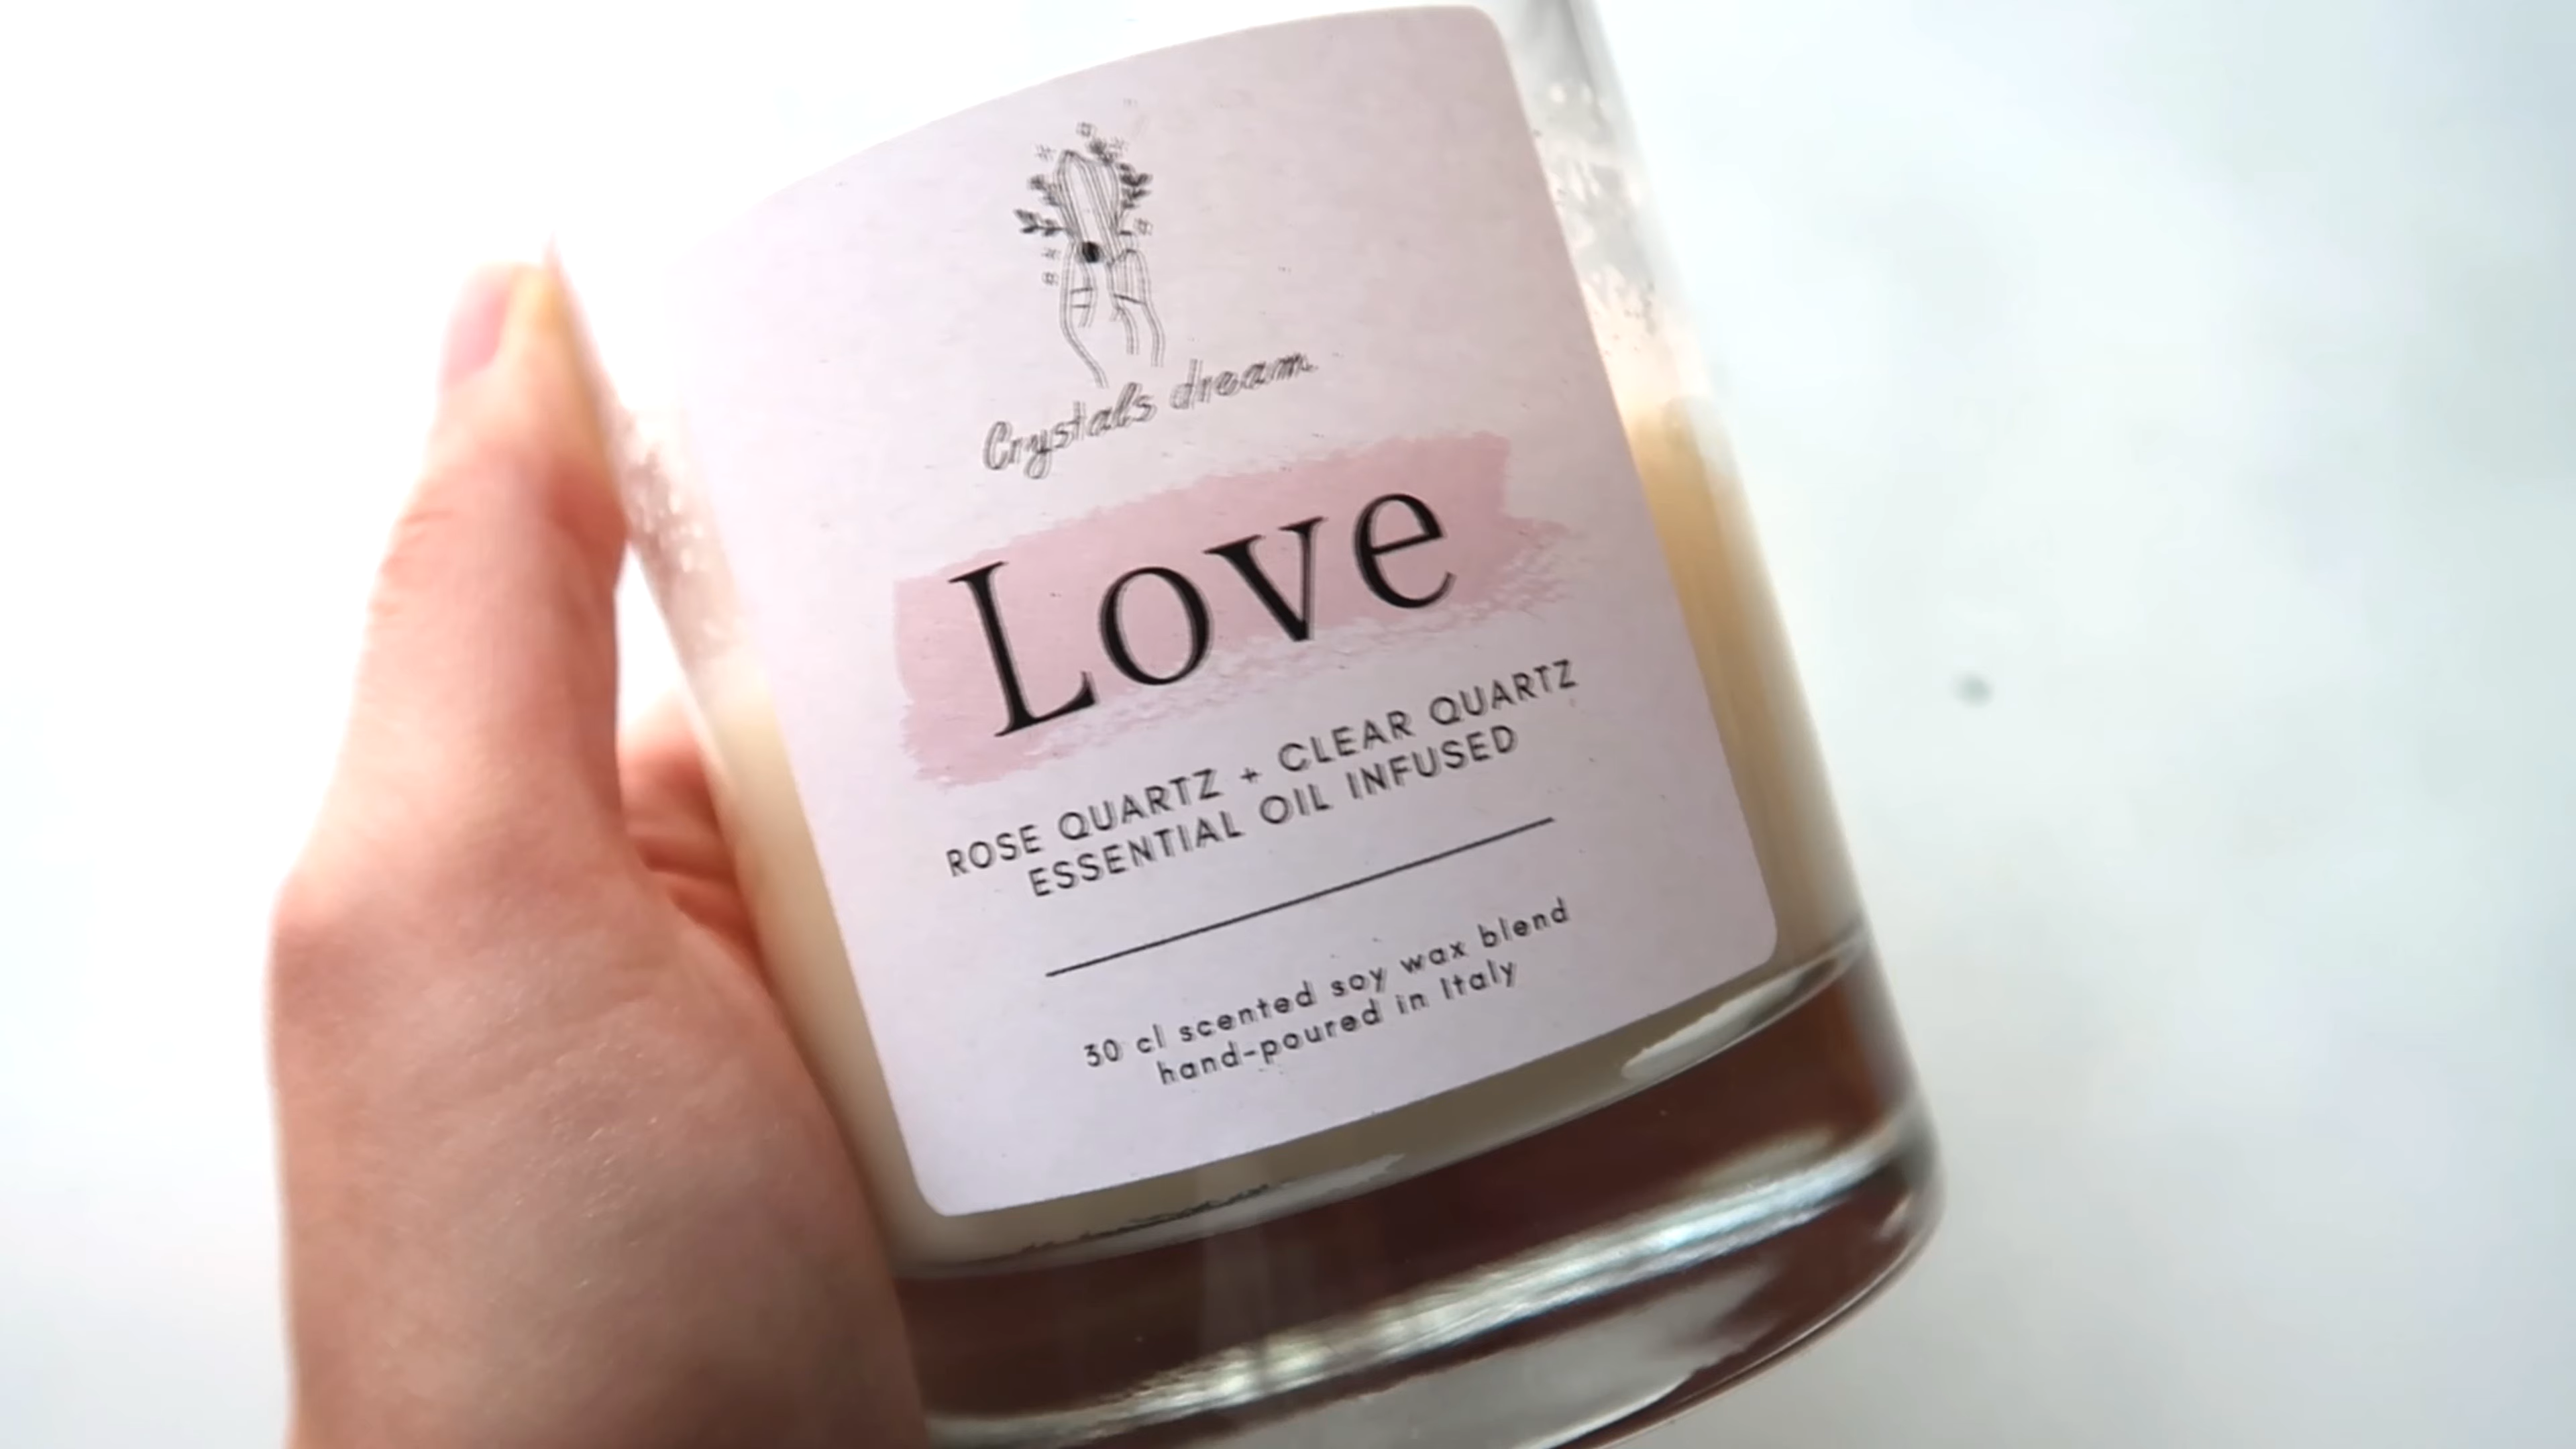 Crystals dream
Love
ROSE QUARTZ + CLEAR QUARTZ
ESSENTIAL OIL INFUSED
30 cl scented soy wax blend
hand-poured in Italy